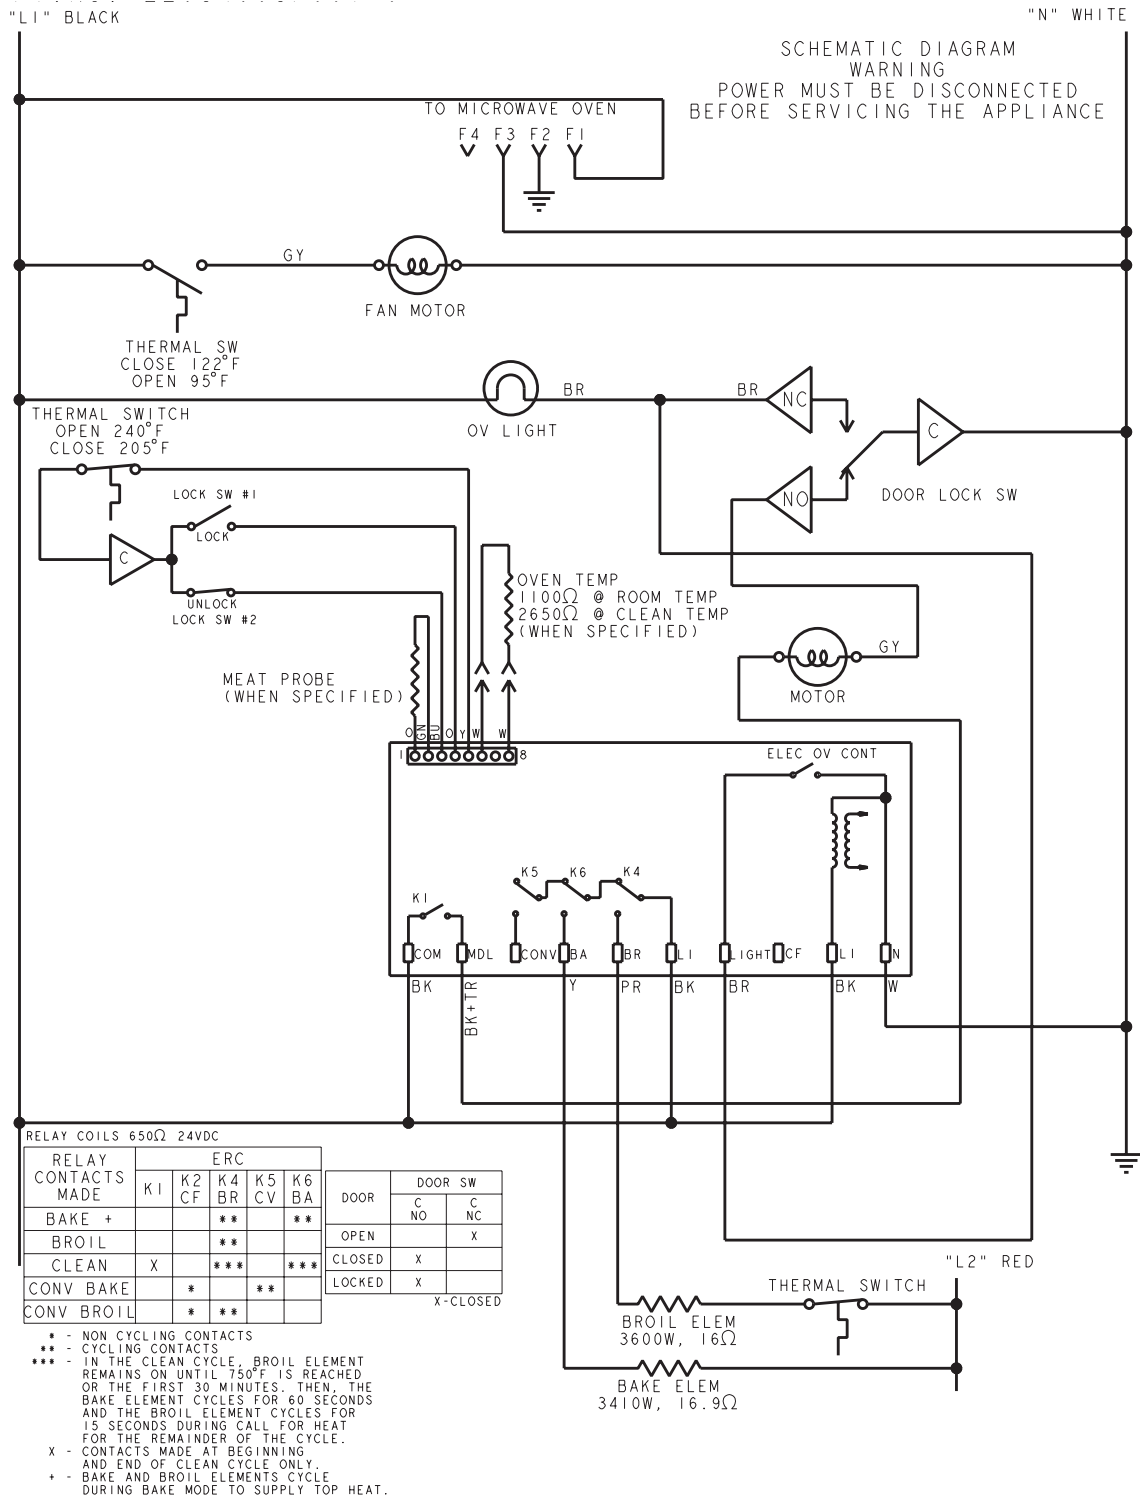 "L1" BLACK
"N" WHITE
SCHEMATIC DIAGRAM
WARNING
POWER MUST BE DISCONNECTED
BEFORE SERVICING THE APPLIANCE
TO MICROWAVE OVEN
F4 F3 F2 F1
GY
FAN MOTOR
THERMAL SW
CLOSE 122°F
OPEN 95°F
BR
BR
NC
OV LIGHT
C
THERMAL SWITCH
OPEN 240°F
CLOSE 205°F
NO
DOOR LOCK SW
LOCK SW #1
LOCK
C
UNLOCK
LOCK SW #2
OVEN TEMP
1100Ω @ ROOM TEMP
2650Ω @ CLEAN TEMP
(WHEN SPECIFIED)
GY
MOTOR
MEAT PROBE
(WHEN SPECIFIED)
O GN BU O Y W W
1 8
ELEC OV CONT
K5 K6 K4
K1
COM MDL CONV BA BR L1 LIGHT CF L1 N
BK BK+TR Y PR BK BR BK W
RELAY COILS 650Ω 24VDC
RELAY CONTACTS MADE ERC
K1 K2 CF K4 BR K5 CV K6 BA
BAKE + ** **
BROIL **
CLEAN X *** ***
CONV BAKE * **
CONV BROIL * **
DOOR DOOR SW
C NO C NC
OPEN X
CLOSED X
LOCKED X
X-CLOSED
"L2" RED
THERMAL SWITCH
BROIL ELEM
3600W, 16Ω
BAKE ELEM
3410W, 16.9Ω
* - NON CYCLING CONTACTS
** - CYCLING CONTACTS
*** - IN THE CLEAN CYCLE, BROIL ELEMENT
REMAINS ON UNTIL 750°F IS REACHED
OR THE FIRST 30 MINUTES. THEN, THE
BAKE ELEMENT CYCLES FOR 60 SECONDS
AND THE BROIL ELEMENT CYCLES FOR
15 SECONDS DURING CALL FOR HEAT
FOR THE REMAINDER OF THE CYCLE.
X - CONTACTS MADE AT BEGINNING
AND END OF CLEAN CYCLE ONLY.
+ - BAKE AND BROIL ELEMENTS CYCLE
DURING BAKE MODE TO SUPPLY TOP HEAT.